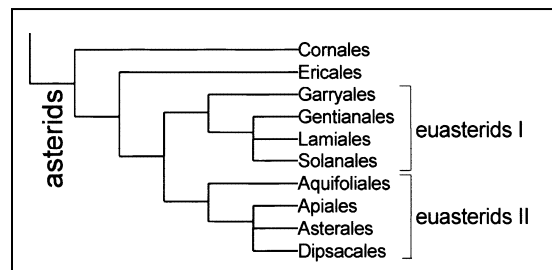 asterids
Cornales
Ericales
Garryales
Gentianales
Lamiales
Solanales
euasterids I
Aquifoliales
Apiales
Asterales
Dipsacales
euasterids II